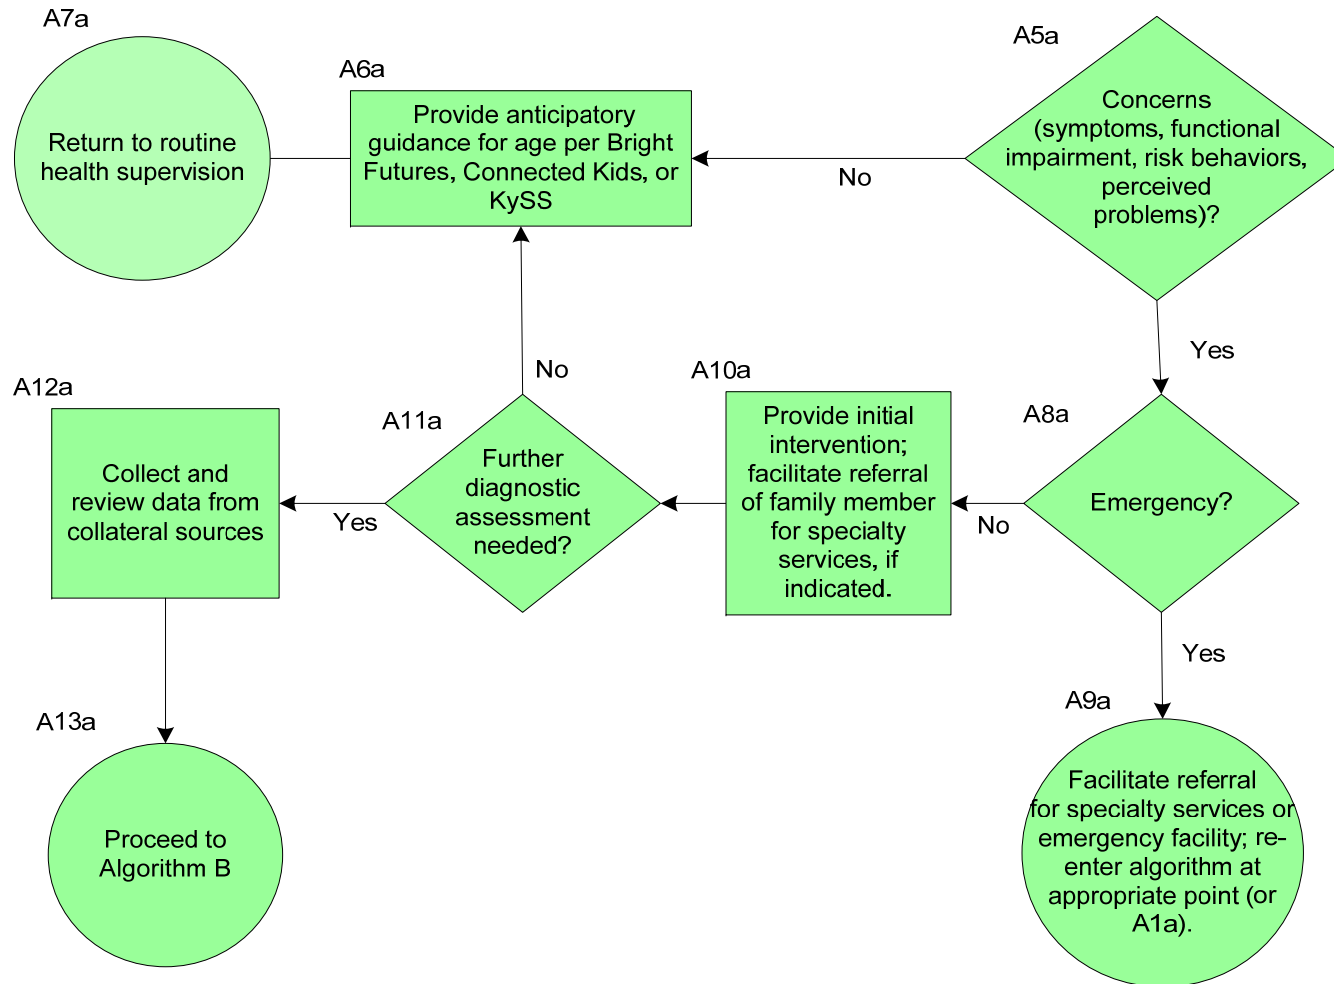 A7a
Return to routine
health supervision
A6a
Provide anticipatory
guidance for age per Bright
Futures, Connected Kids, or
KySS
A5a
Concerns
(symptoms, functional
impairment, risk behaviors,
perceived
problems)?
No
Yes
A8a
Emergency?
No
Yes
A9a
Facilitate referral
for specialty services or
emergency facility; re-
enter algorithm at
appropriate point (or
A1a).
A10a
Provide initial
intervention;
facilitate referral
of family member
for specialty
services, if
indicated.
A11a
Further
diagnostic
assessment
needed?
No
Yes
A12a
Collect and
review data from
collateral sources
A13a
Proceed to
Algorithm B